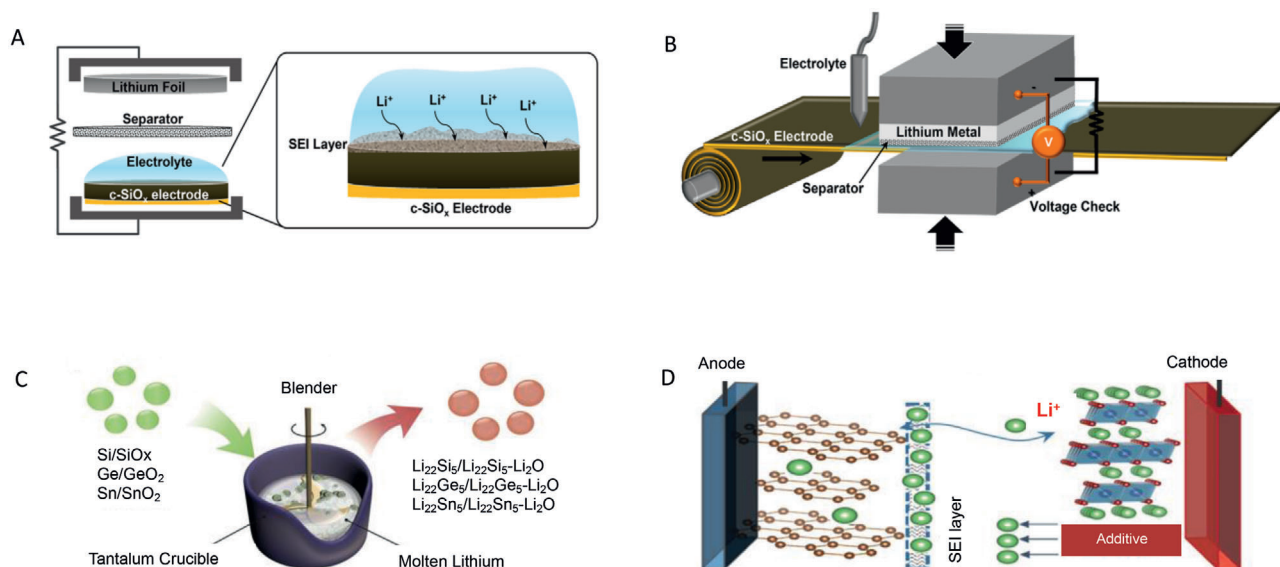 A
Lithium Foil
Separator
Electrolyte
c-SiOₓ electrode
Li⁺
Li⁺
Li⁺
Li⁺
SEI Layer
c-SiOₓ Electrode
B
Electrolyte
c-SiOₓ Electrode
Lithium Metal
-
V
Separator
+
Voltage Check
C
Blender
Si/SiOx
Ge/GeO₂
Sn/SnO₂
Li₂₂Si₅/Li₂₂Si₅-Li₂O
Li₂₂Ge₅/Li₂₂Ge₅-Li₂O
Li₂₂Sn₅/Li₂₂Sn₅-Li₂O
Tantalum Crucible
Molten Lithium
D
Anode
Cathode
Li⁺
SEI layer
Additive